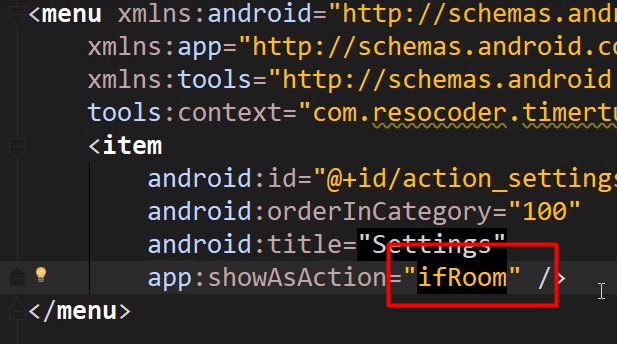 <menu xmlns:android="http://schemas.and
xmlns:app="http://schemas.android.co
xmlns:tools="http://schemas.android
tools:context="com.resocoder.timertu
<item
android:id="@+id/action_settings
android:orderInCategory="100"
android:title="Settings"
app:showAsAction="ifRoom" />
</menu>